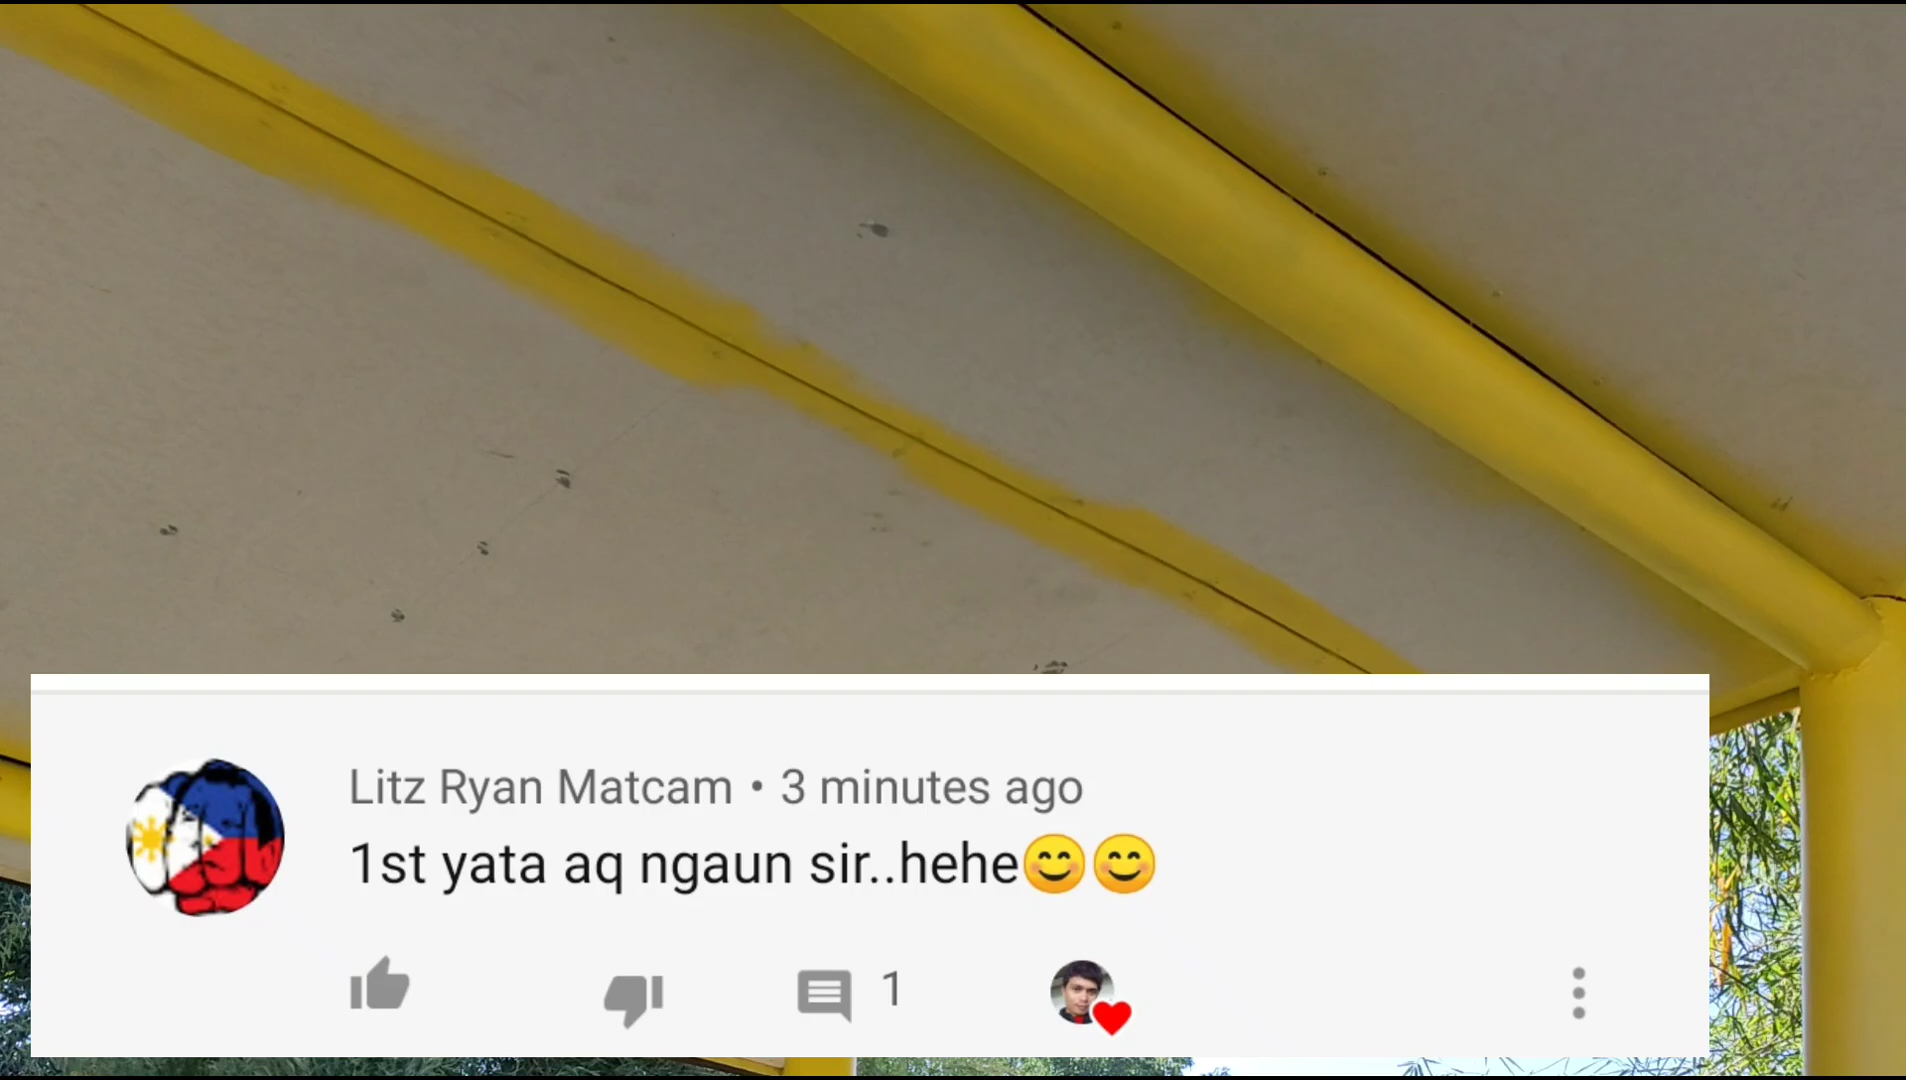 Litz Ryan Matcam • 3 minutes ago
1st yata aq ngaun sir..hehe😊😊
1